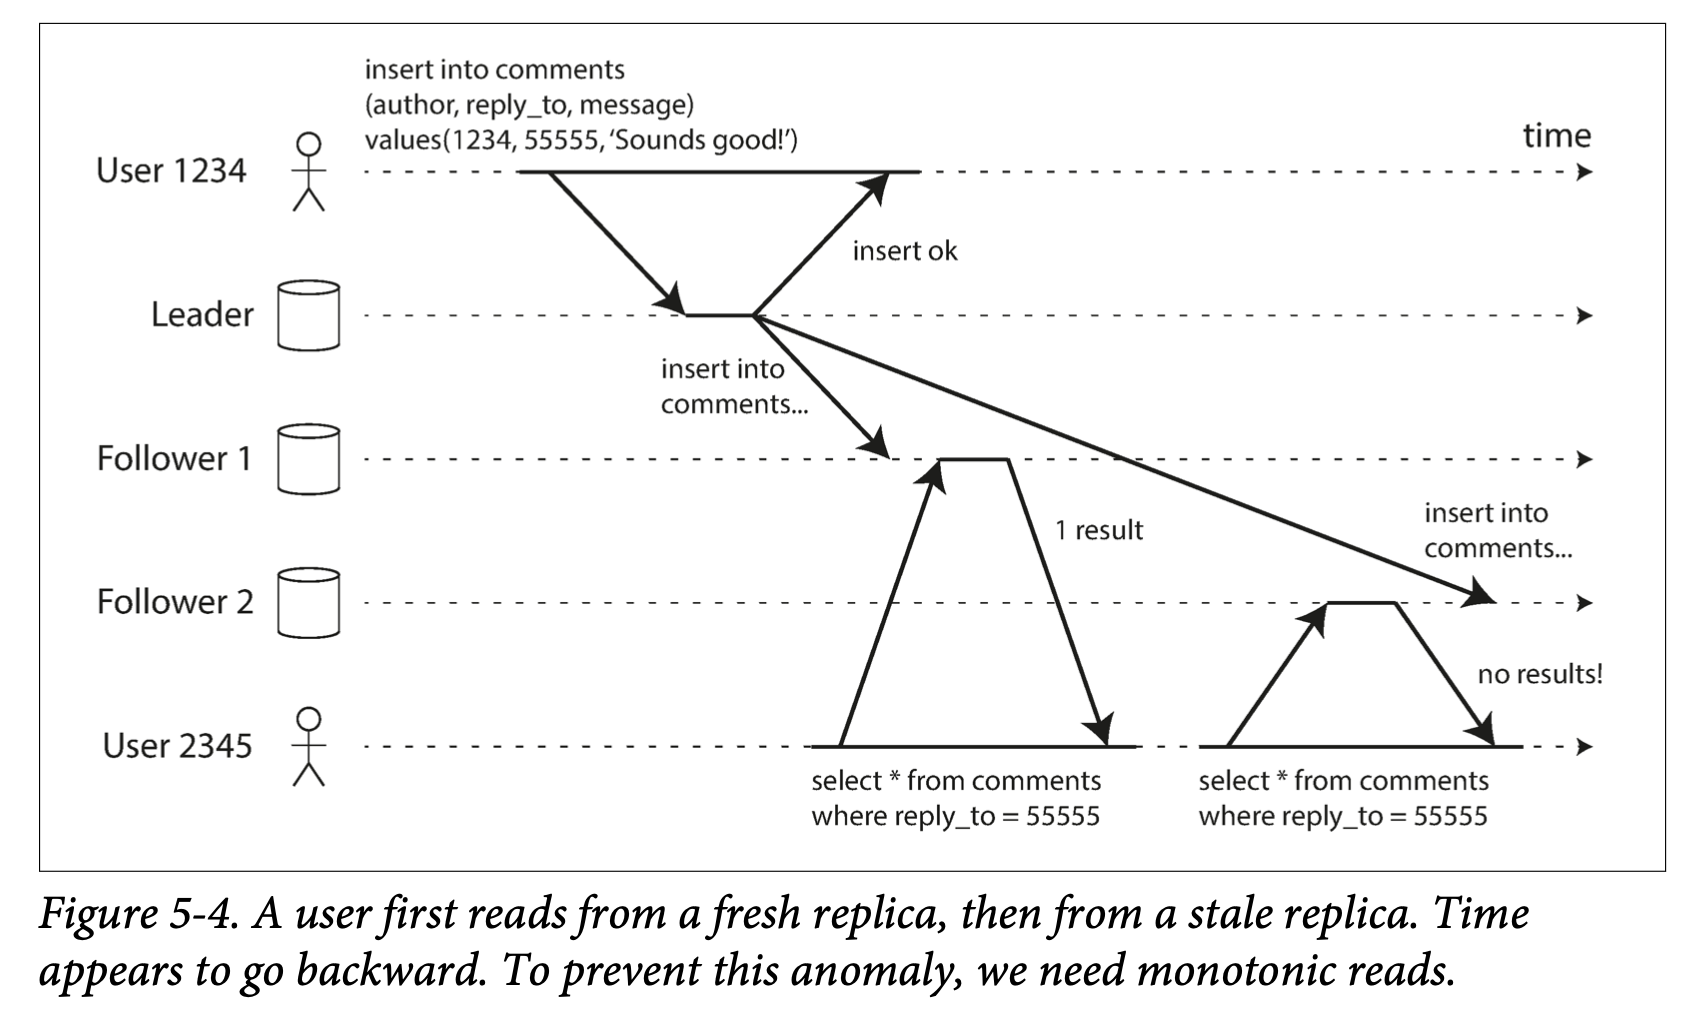 insert into comments
(author, reply_to, message)
values(1234, 55555, ‘Sounds good!’)
time
User 1234
insert ok
Leader
insert into
comments...
Follower 1
1 result
insert into
comments...
Follower 2
no results!
User 2345
select * from comments
where reply_to = 55555
select * from comments
where reply_to = 55555
Figure 5-4. A user first reads from a fresh replica, then from a stale replica. Time
appears to go backward. To prevent this anomaly, we need monotonic reads.